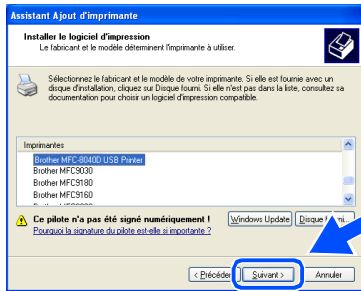 Assistant Ajout d'imprimante
Installer le logiciel d'impression
Le fabricant et le modèle déterminent l'imprimante à utiliser.
Sélectionnez le fabricant et le modèle de votre imprimante. Si elle est fournie avec un
disque d'installation, cliquez sur Disque fourni. Si elle n'est pas dans la liste, consultez sa
documentation pour choisir un logiciel d'impression compatible.
Imprimantes
Brother MFC-8040D USB Printer
Brother MFC9030
Brother MFC9180
Brother MFC9160
Ce pilote n'a pas été signé numériquement !
Windows Update
Disque
Pourquoi la signature du pilote est-elle si importante ?
< Précéden
Suivant >
Annuler